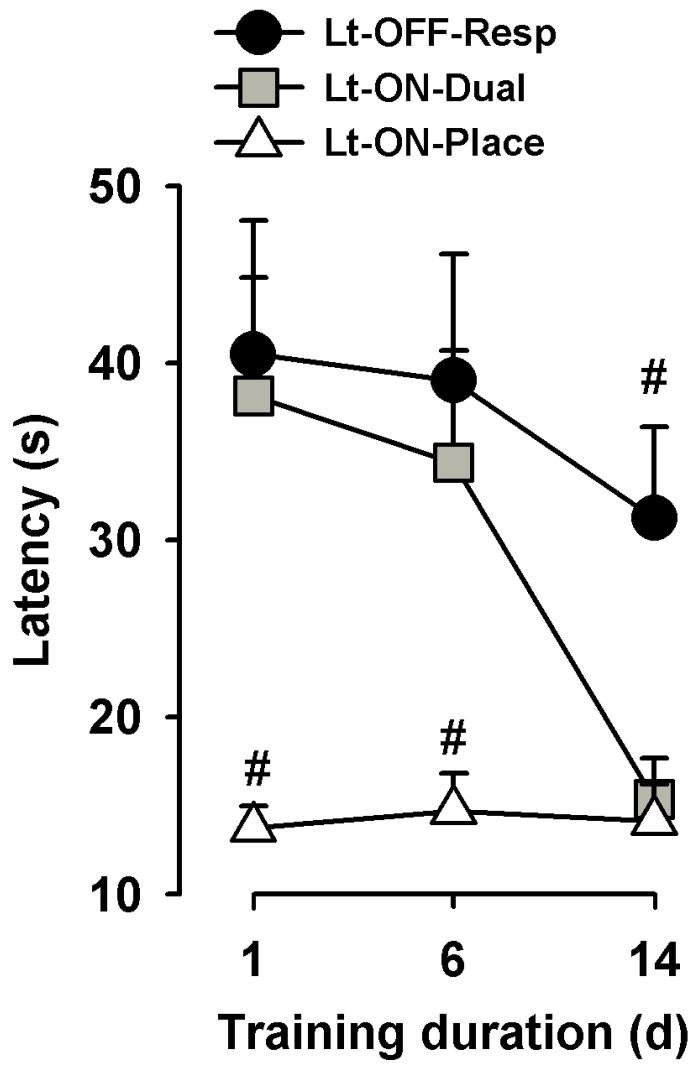 Lt-OFF-Resp
Lt-ON-Dual
Lt-ON-Place
50
40
30
20
10
Latency (s)
#
#
#
1 6 14
Training duration (d)